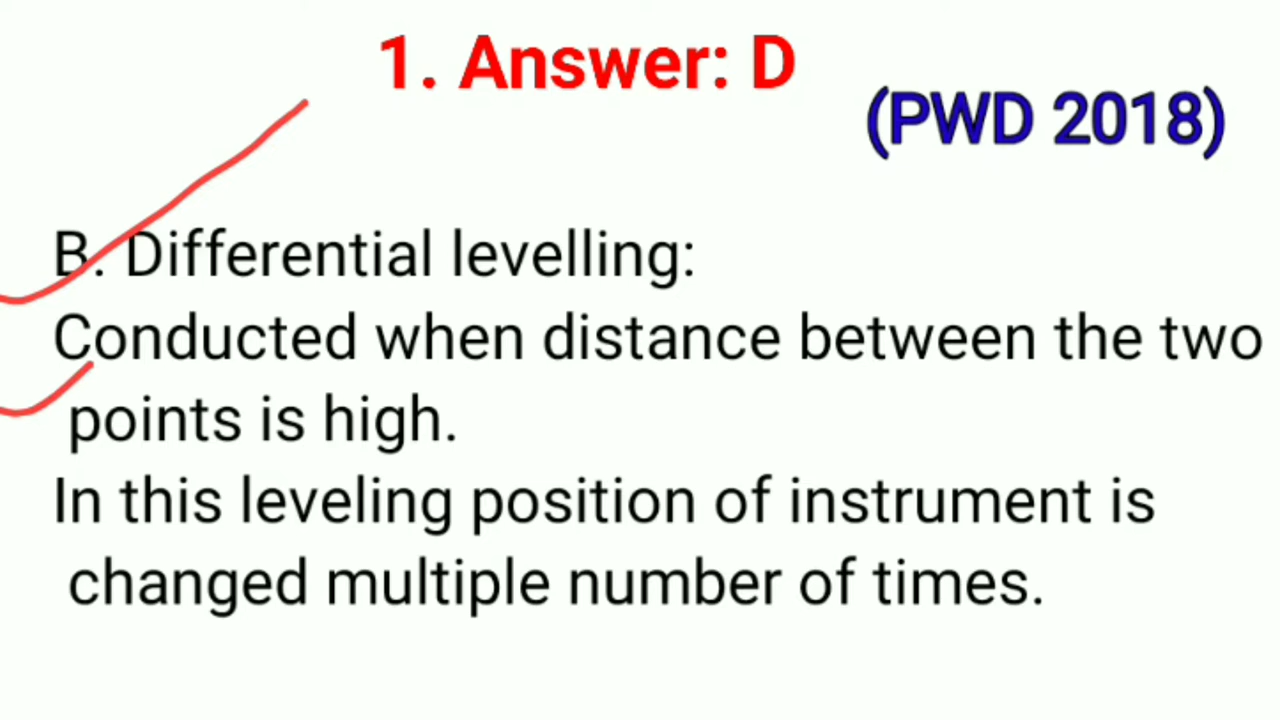 1. Answer: D
(PWD 2018)
B. Differential levelling:
Conducted when distance between the two
points is high.
In this leveling position of instrument is
changed multiple number of times.